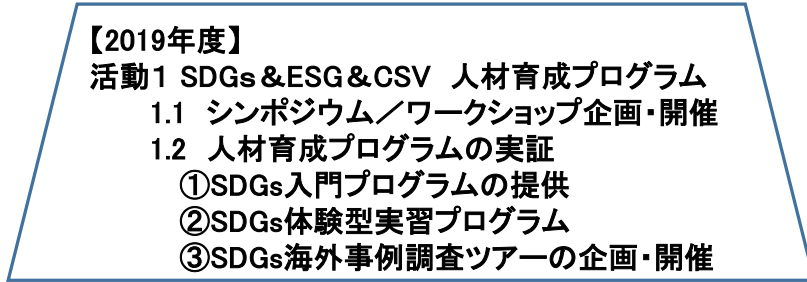 【2019年度】
活動１ SDGｓ＆ESG＆CSV 人材育成プログラム
1.1 シンポジウム／ワークショップ企画・開催
1.2 人材育成プログラムの実証
①SDGs入門プログラムの提供
②SDGs体験型実習プログラム
③SDGs海外事例調査ツアーの企画・開催